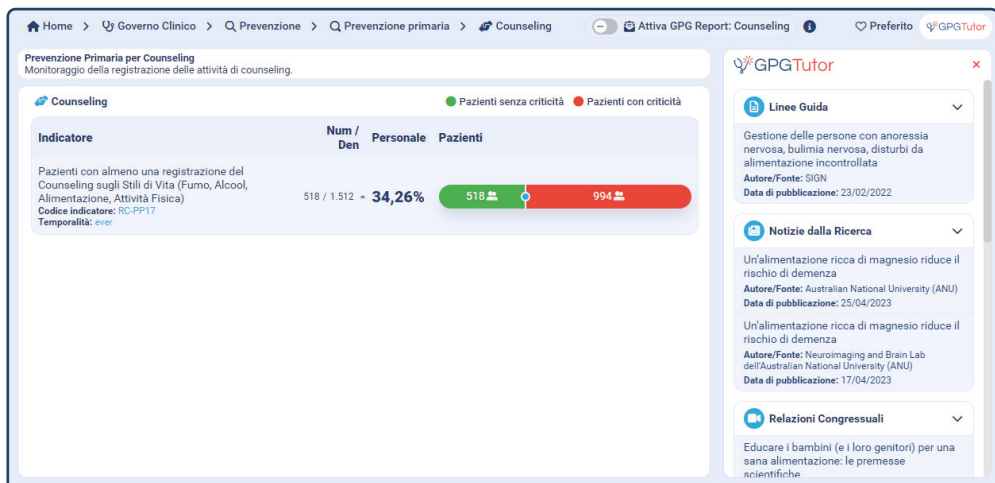 Home > Governo Clinico > Prevenzione > Prevenzione primaria > Counseling
Attiva GPG Report: Counseling
Preferito
GPGTutor
Prevenzione Primaria per Counseling
Monitoraggio della registrazione delle attività di counseling.
Counseling
Pazienti senza criticità
Pazienti con criticità
Indicatore
Num /
Den
Personale
Pazienti
Pazienti con almeno una registrazione del
Counseling sugli Stili di Vita (Fumo, Alcool,
Alimentazione, Attività Fisica)
Codice indicatore: RC-PP17
Temporalità: ever
518 / 1.512 = 34,26%
518
994
GPGTutor
×
Linee Guida
Gestione delle persone con anoressia
nervosa, bulimia nervosa, disturbi da
alimentazione incontrollata
Autore/Fonte: SIGN
Data di pubblicazione: 23/02/2022
Notizie dalla Ricerca
Un'alimentazione ricca di magnesio riduce il
rischio di demenza
Autore/Fonte: Australian National University (ANU)
Data di pubblicazione: 25/04/2023
Un'alimentazione ricca di magnesio riduce il
rischio di demenza
Autore/Fonte: Neuroimaging and Brain Lab
dell'Australian National University (ANU)
Data di pubblicazione: 17/04/2023
Relazioni Congressuali
Educare i bambini (e i loro genitori) per una
sana alimentazione: le premesse
scientifiche